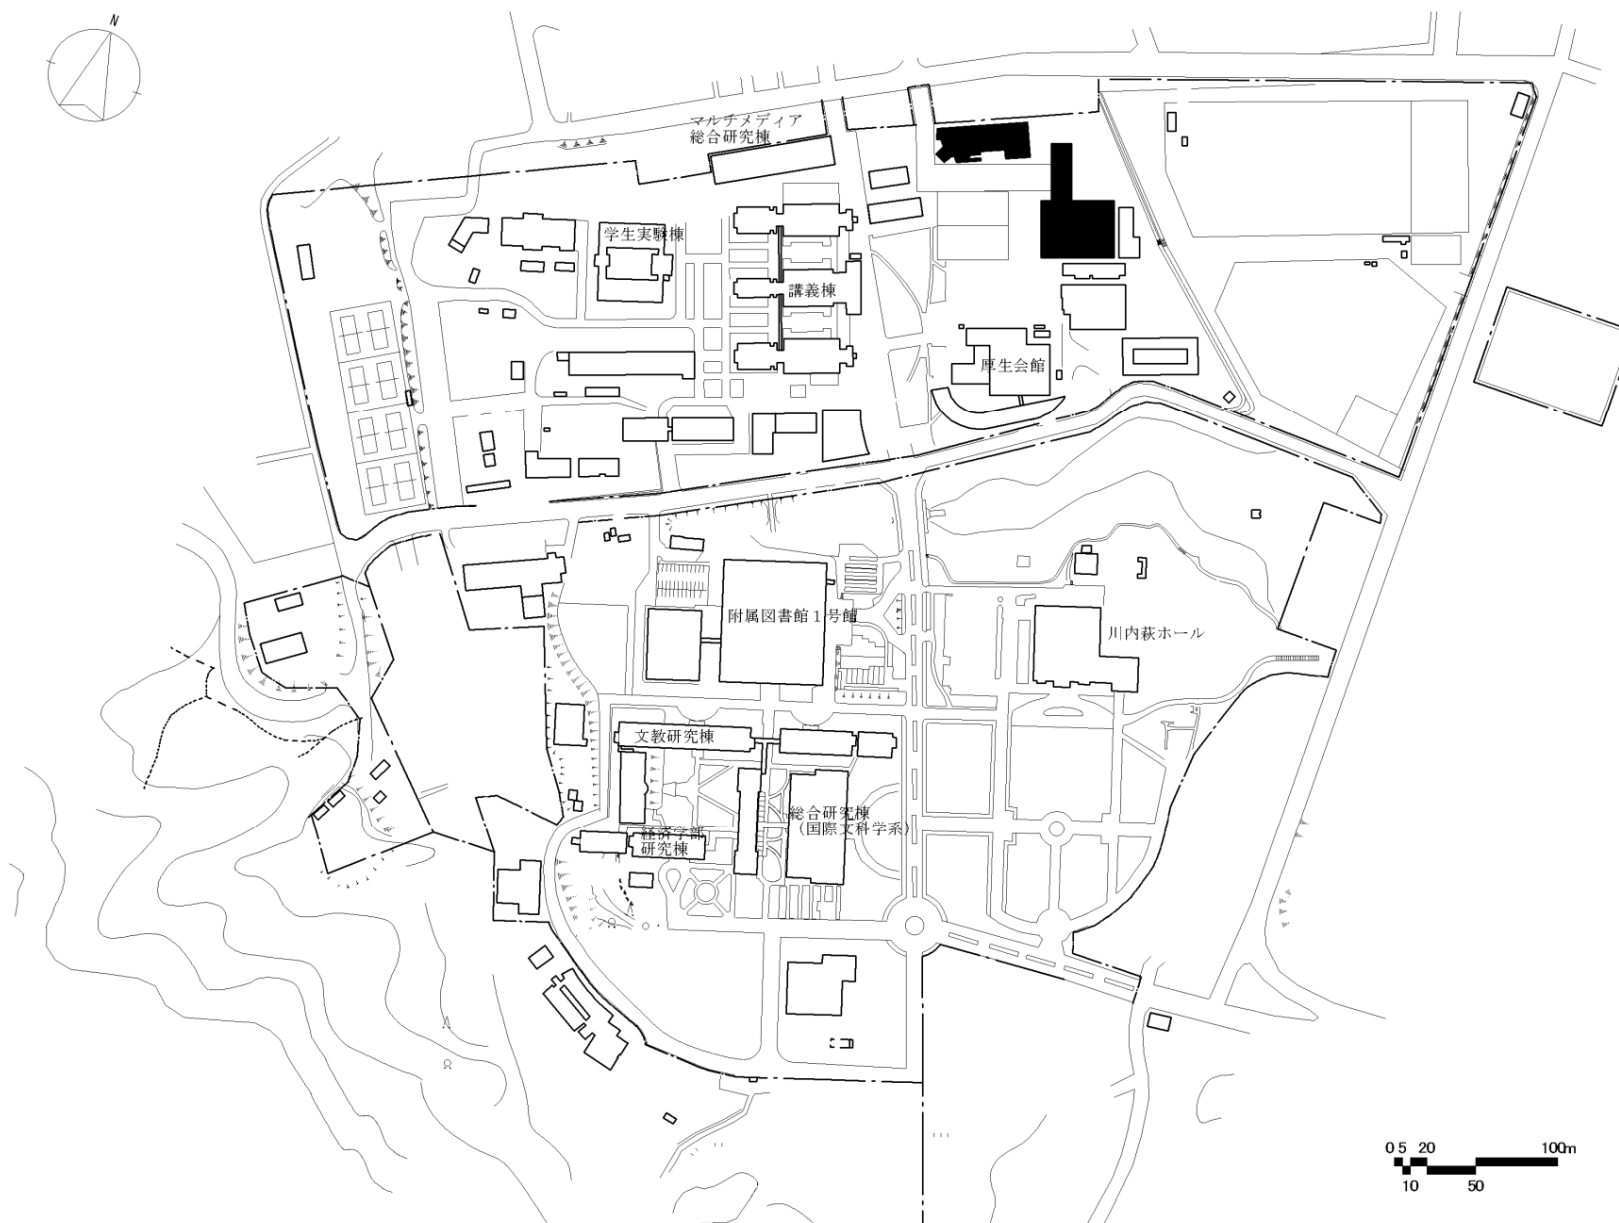 N
マルチメディア
総合研究棟
学生実験棟
講義棟
厚生会館
附属図書館１号館
川内萩ホール
文教研究棟
総合研究棟
（国際文科学系）
経済学部
研究棟
0 5 20 100m
10 50